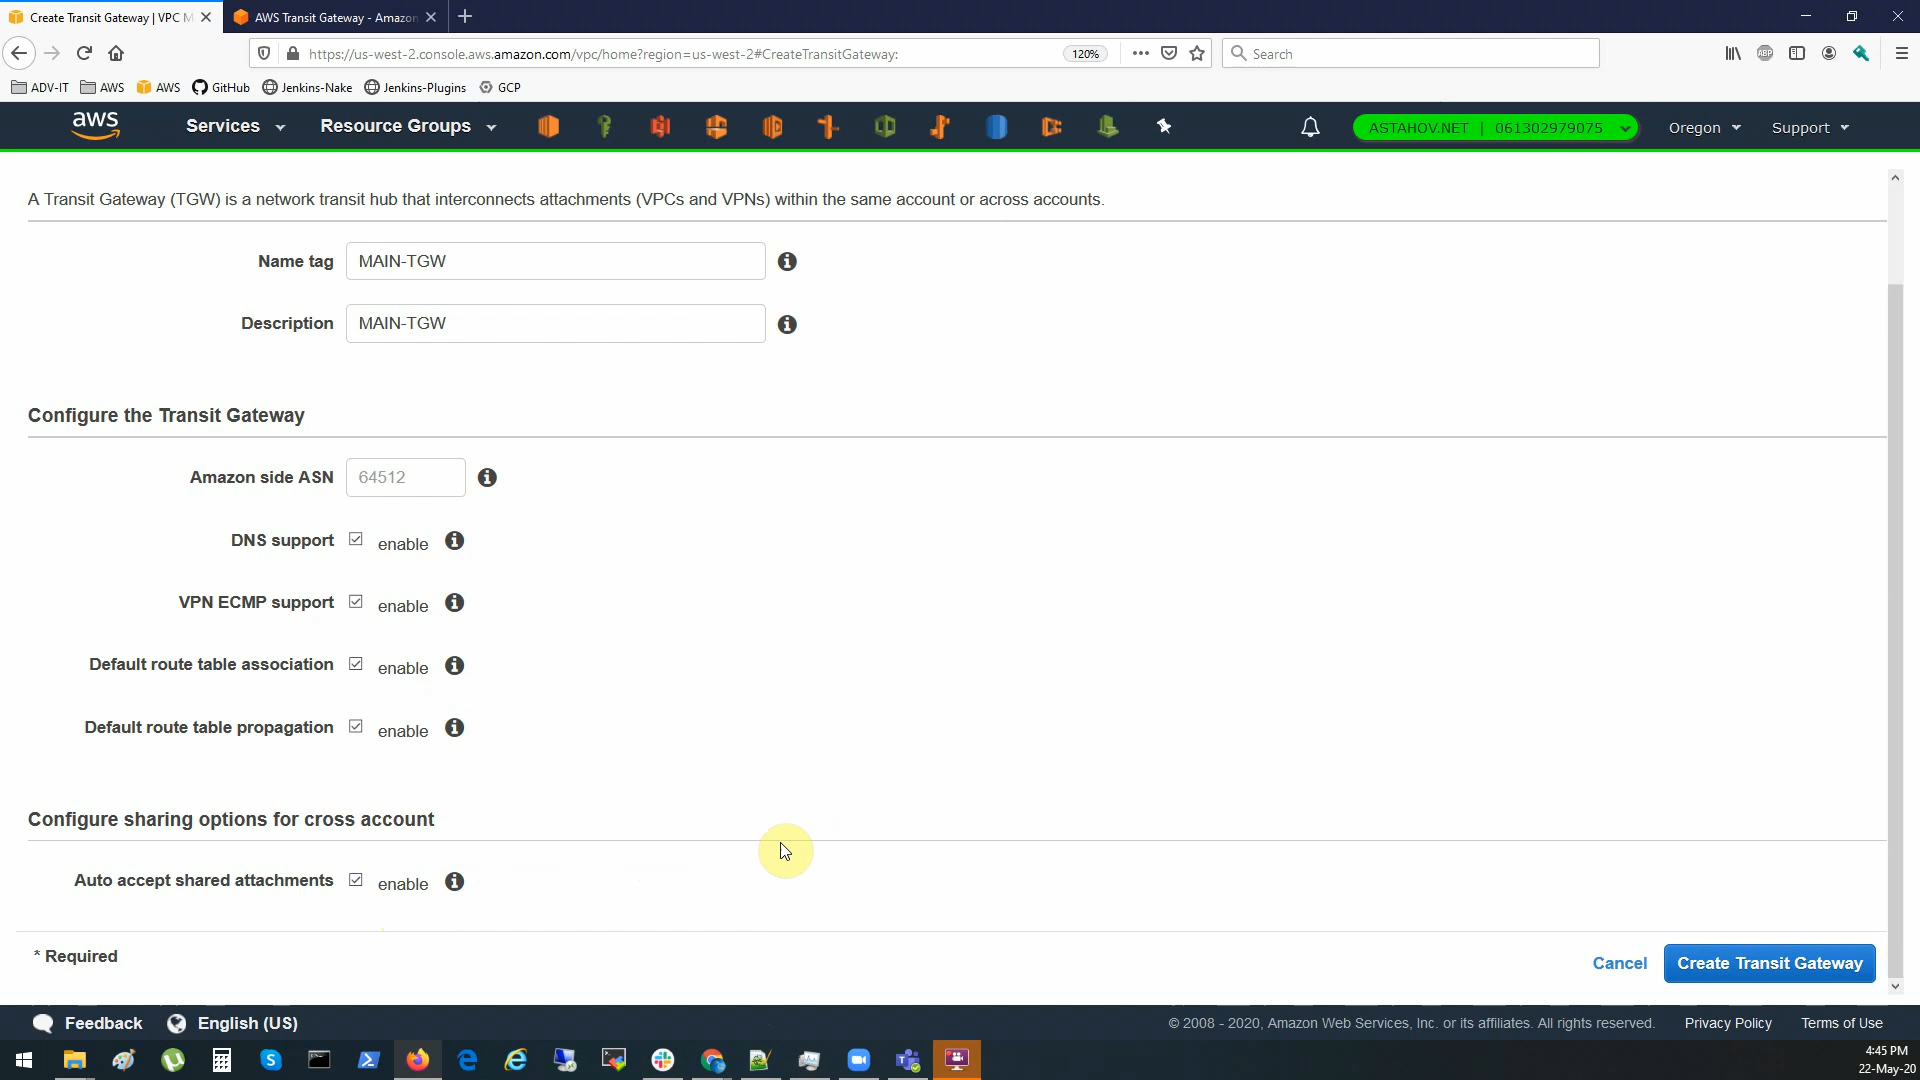 Create Transit Gateway | VPC M
AWS Transit Gateway - Amazon
https://us-west-2.console.aws.amazon.com/vpc/home?region=us-west-2#CreateTransitGateway:
120%
Search
ADV-IT
AWS
AWS
GitHub
Jenkins-Nake
Jenkins-Plugins
GCP
aws
Services
Resource Groups
ASTAHOV.NET | 061302979075
Oregon
Support
A Transit Gateway (TGW) is a network transit hub that interconnects attachments (VPCs and VPNs) within the same account or across accounts.
Name tag
MAIN-TGW
Description
MAIN-TGW
Configure the Transit Gateway
Amazon side ASN
64512
DNS support
enable
VPN ECMP support
enable
Default route table association
enable
Default route table propagation
enable
Configure sharing options for cross account
Auto accept shared attachments
enable
* Required
Cancel
Create Transit Gateway
Feedback
English (US)
© 2008 - 2020, Amazon Web Services, Inc. or its affiliates. All rights reserved.
Privacy Policy
Terms of Use
4:45 PM
22-May-20